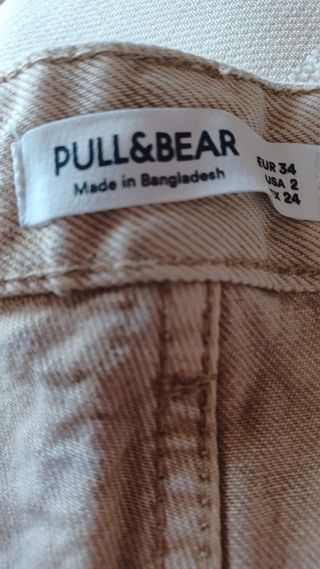 PULL&BEAR
Made in Bangladesh
EUR 34
USA 2
24